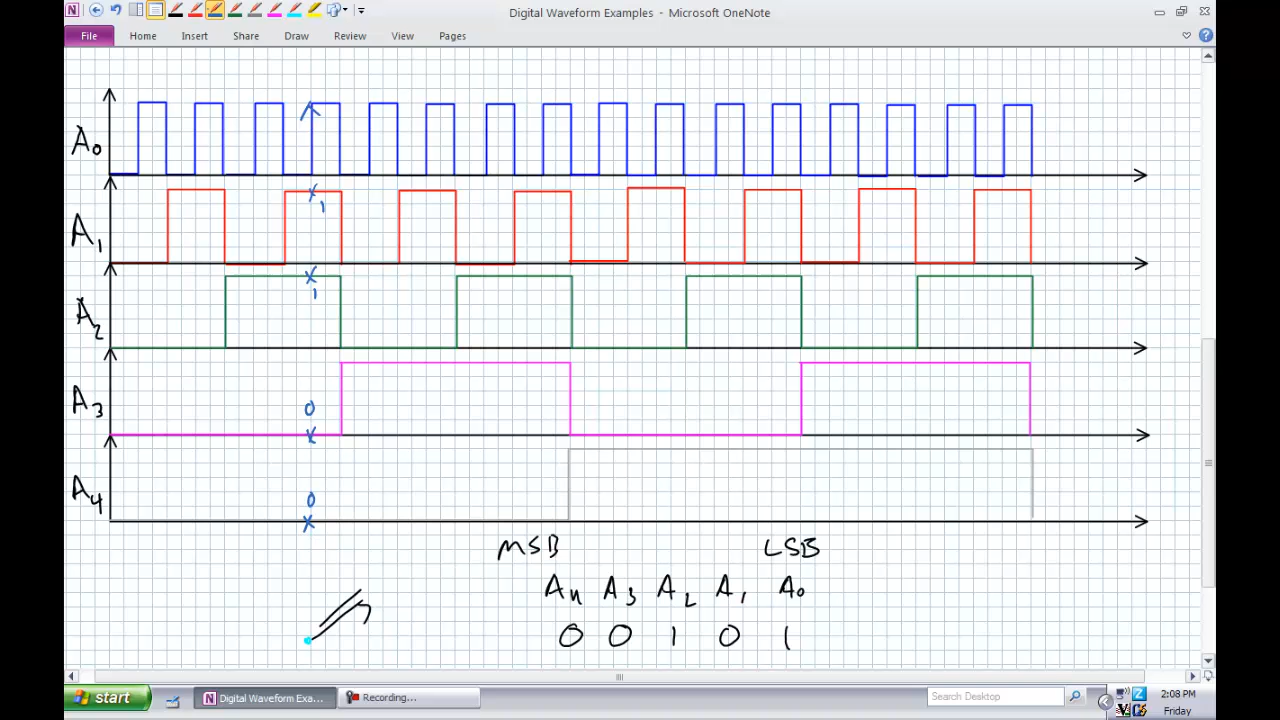 Digital Waveform Examples - Microsoft OneNote
File Home Insert Share Draw Review View Pages
A0
A1
1
A2
1
A3
0
A4
0
MSB LSB
A4 A3 A2 A1 A0
0 0 1 0 1
start Digital Waveform Exa... Recording... Search Desktop 2:08 PM
Friday